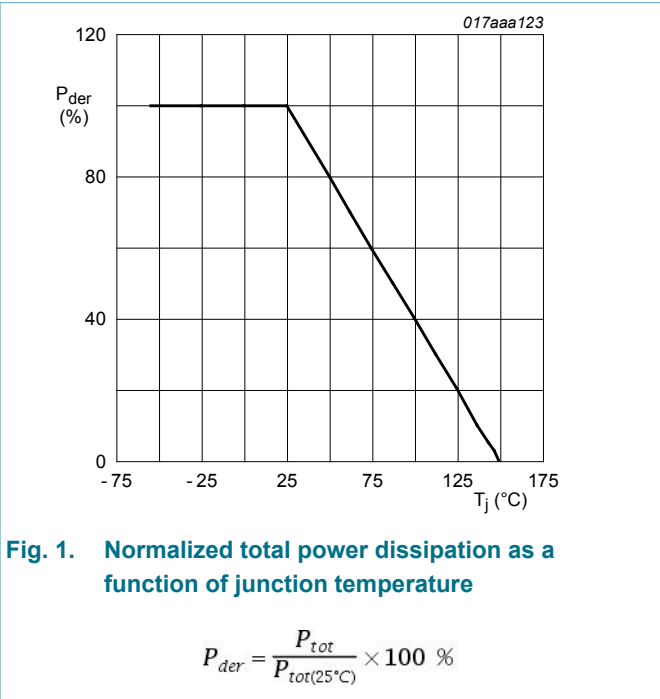 017aaa123
120
P_der
(%)
80
40
0
- 75
- 25
25
75
125
175
T_j (°C)
Fig. 1. Normalized total power dissipation as a
function of junction temperature
P_der = P_tot / P_tot(25°C) × 100 %